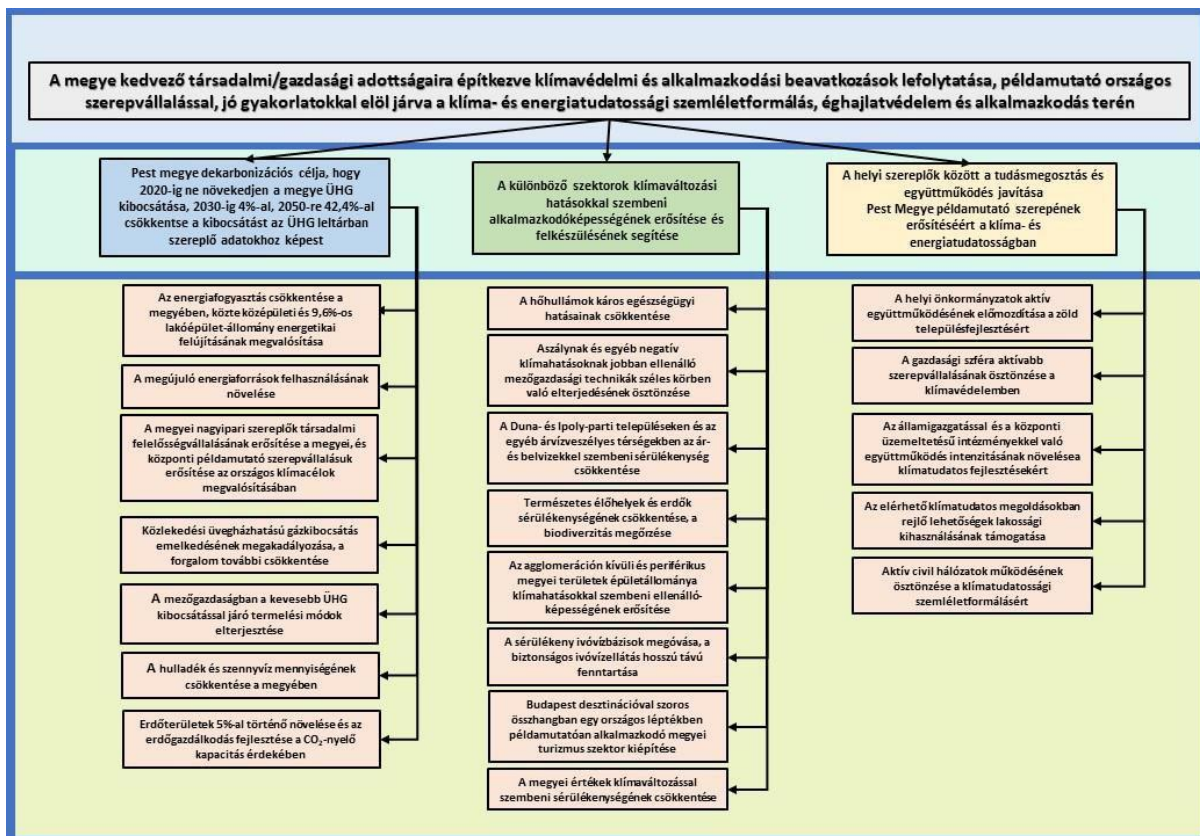 A megye kedvező társadalmi/gazdasági adottságaira építkezve klímavédelmi és alkalmazkodási beavatkozások lefolytatása, példamutató országos
szerepvállalással, jó gyakorlatokkal elöl járva a klíma- és energiatudatossági szemléletformálás, éghajlatvédelem és alkalmazkodás terén
Pest megye dekarbonizációs célja, hogy
2020-ig ne növekedjen a megye ÜHG
kibocsátása, 2030-ig 4%-al, 2050-re 42,4%-al
csökkentse a kibocsátást az ÜHG leltárban
szereplő adatokhoz képest
Az energiafogyasztás csökkentése a
megyében, közte középületi és 9,6%-os
lakóépület-állomány energetikai
felújításának megvalósítása
A megújuló energiaforrások felhasználásának
növelése
A megyei nagyipari szereplők társadalmi
felelősségvállalásának erősítése a megyei, és
központi példamutató szerepvállalásuk
erősítése az országos klímacélok
megvalósításában
Közlekedési üvegházhatású gázkibocsátás
emelkedésének megakadályozása, a
forgalom további csökkentése
A mezőgazdaságban a kevesebb ÜHG
kibocsátással járó termelési módok
elterjesztése
A hulladék és szennyvíz mennyiségének
csökkentése a megyében
Erdőterületek 5%-al történő növelése és az
erdőgazdálkodás fejlesztése a CO₂-nyelő
kapacitás érdekében
A különböző szektorok klímaváltozási
hatásokkal szembeni
alkalmazkodóképességének erősítése és
felkészülésének segítése
A hőhullámok káros egészségügyi
hatásainak csökkentése
Aszálynak és egyéb negatív
klímahatásoknak jobban ellenálló
mezőgazdasági technikák széles körben
való elterjedésének ösztönzése
A Duna- és Ipoly-parti településeken és az
egyéb árvízveszélyes térségekben az ár-
és belvizekkel szembeni sérülékenység
csökkentése
Természetes élőhelyek és erdők
sérülékenységének csökkentése, a
biodiverzitás megőrzése
Az agglomeráción kívüli és periférikus
megyei területek épületállománya
klímahatásokkal szembeni ellenálló-
képességének erősítése
A sérülékeny ivóvízbázisok megóvása, a
biztonságos ivóvízellátás hosszú távú
fenntartása
Budapest desztinációval szoros
összhangban egy országos léptékben
példamutatóan alkalmazkodó megyei
turizmus szektor kiépítése
A megyei értékek klímaváltozással
szembeni sérülékenységének csökkentése
A helyi szereplők között a tudásmegosztás és
együttműködés javítása
Pest Megye példamutató szerepének
erősítéséért a klíma- és
energiatudatosságban
A helyi önkormányzatok aktív
együttműködésének előmozdítása a zöld
településfejlesztésért
A gazdasági szféra aktívabb
szerepvállalásának ösztönzése a
klímavédelemben
Az államigazgatással és a központi
üzemeltetésű intézményekkel való
együttműködés intenzitásának növelésea
klímatudatos fejlesztésekért
Az elérhető klímatudatos megoldásokban
rejlő lehetőségek lakossági
kihasználásának támogatása
Aktív civil hálózatok működésének
ösztönzése a klímatudatossági
szemléletformálásért